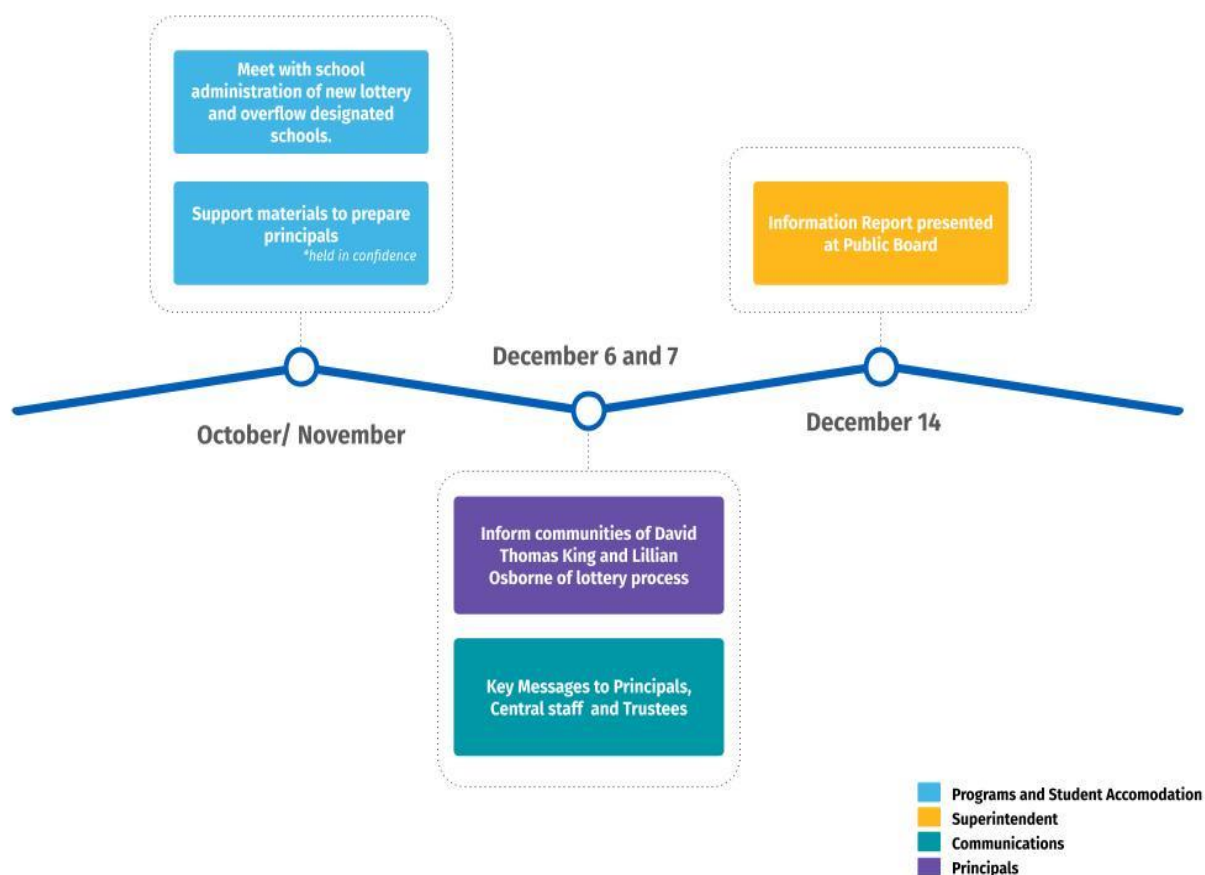 Meet with school
administration of new lottery
and overflow designated
schools.
Support materials to prepare
principals
*held in confidence
October/ November
December 6 and 7
Inform communities of David
Thomas King and Lillian
Osborne of lottery process
Key Messages to Principals,
Central staff and Trustees
Information Report presented
at Public Board
December 14
Programs and Student Accomodation
Superintendent
Communications
Principals